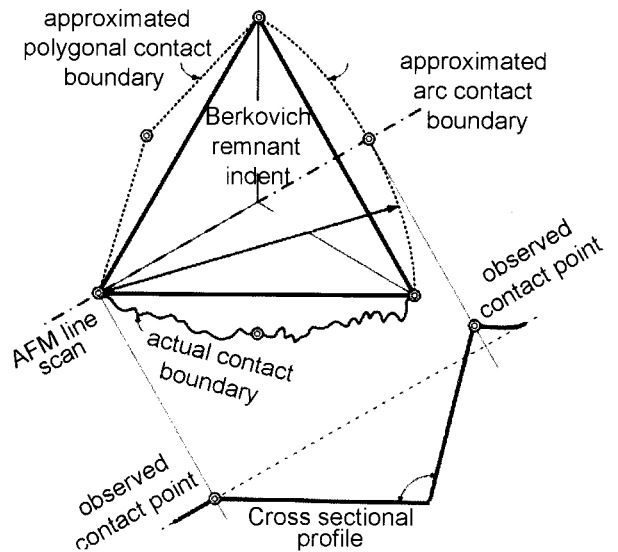 approximated
polygonal contact
boundary
approximated
arc contact
boundary
Berkovich
remnant
indent
observed
contact point
AFM line
scan
actual contact
boundary
observed
contact point
Cross sectional
profile